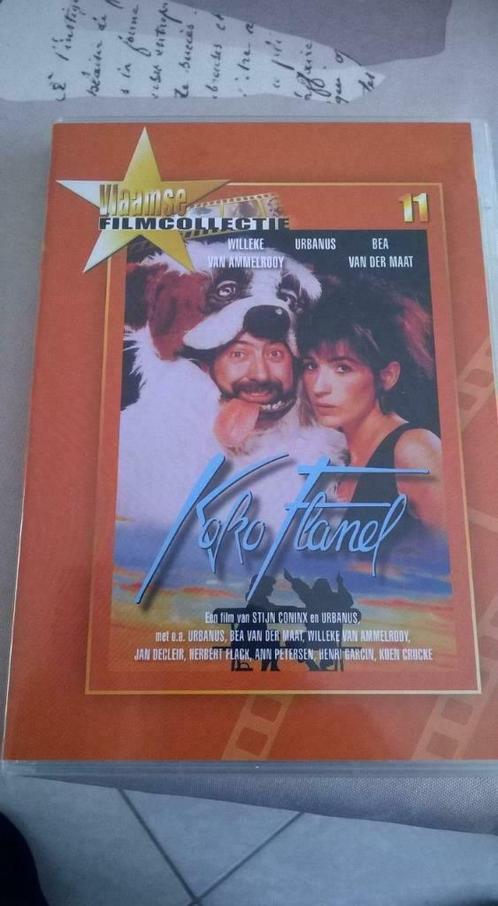 Vlaamse
FILMCOLLECTIE
11
WILLEKE URBANUS BEA
VAN AMMELROOY VAN DER MAAT
Koko Flanel
Een film van STIJN CONINX en URBANUS,
met o.a. URBANUS, BEA VAN DER MAAT, WILLEKE VAN AMMELROOY,
JAN DECLEIR, HERBERT FLACK, ANN PETERSEN, HENRI GARCIN, KOEN CRUCKE